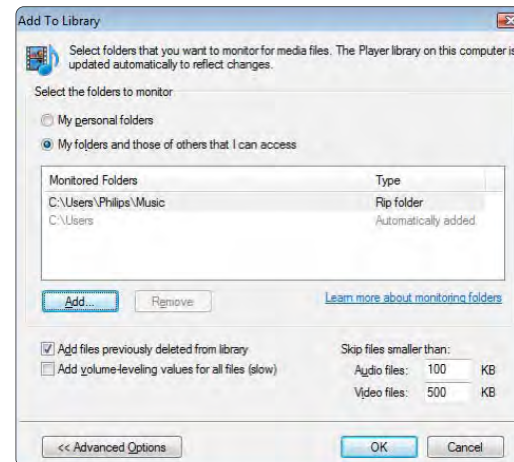 Add To Library
Select folders that you want to monitor for media files. The Player library on this computer is
updated automatically to reflect changes.
Select the folders to monitor
My personal folders
My folders and those of others that I can access
Monitored Folders Type
C:\Users\Philips\Music Rip folder
C:\Users Automatically added
Add... Remove Learn more about monitoring folders
Add files previously deleted from library Skip files smaller than:
Add volume-leveling values for all files (slow) Audio files: 100 KB
Video files: 500 KB
<< Advanced Options OK Cancel